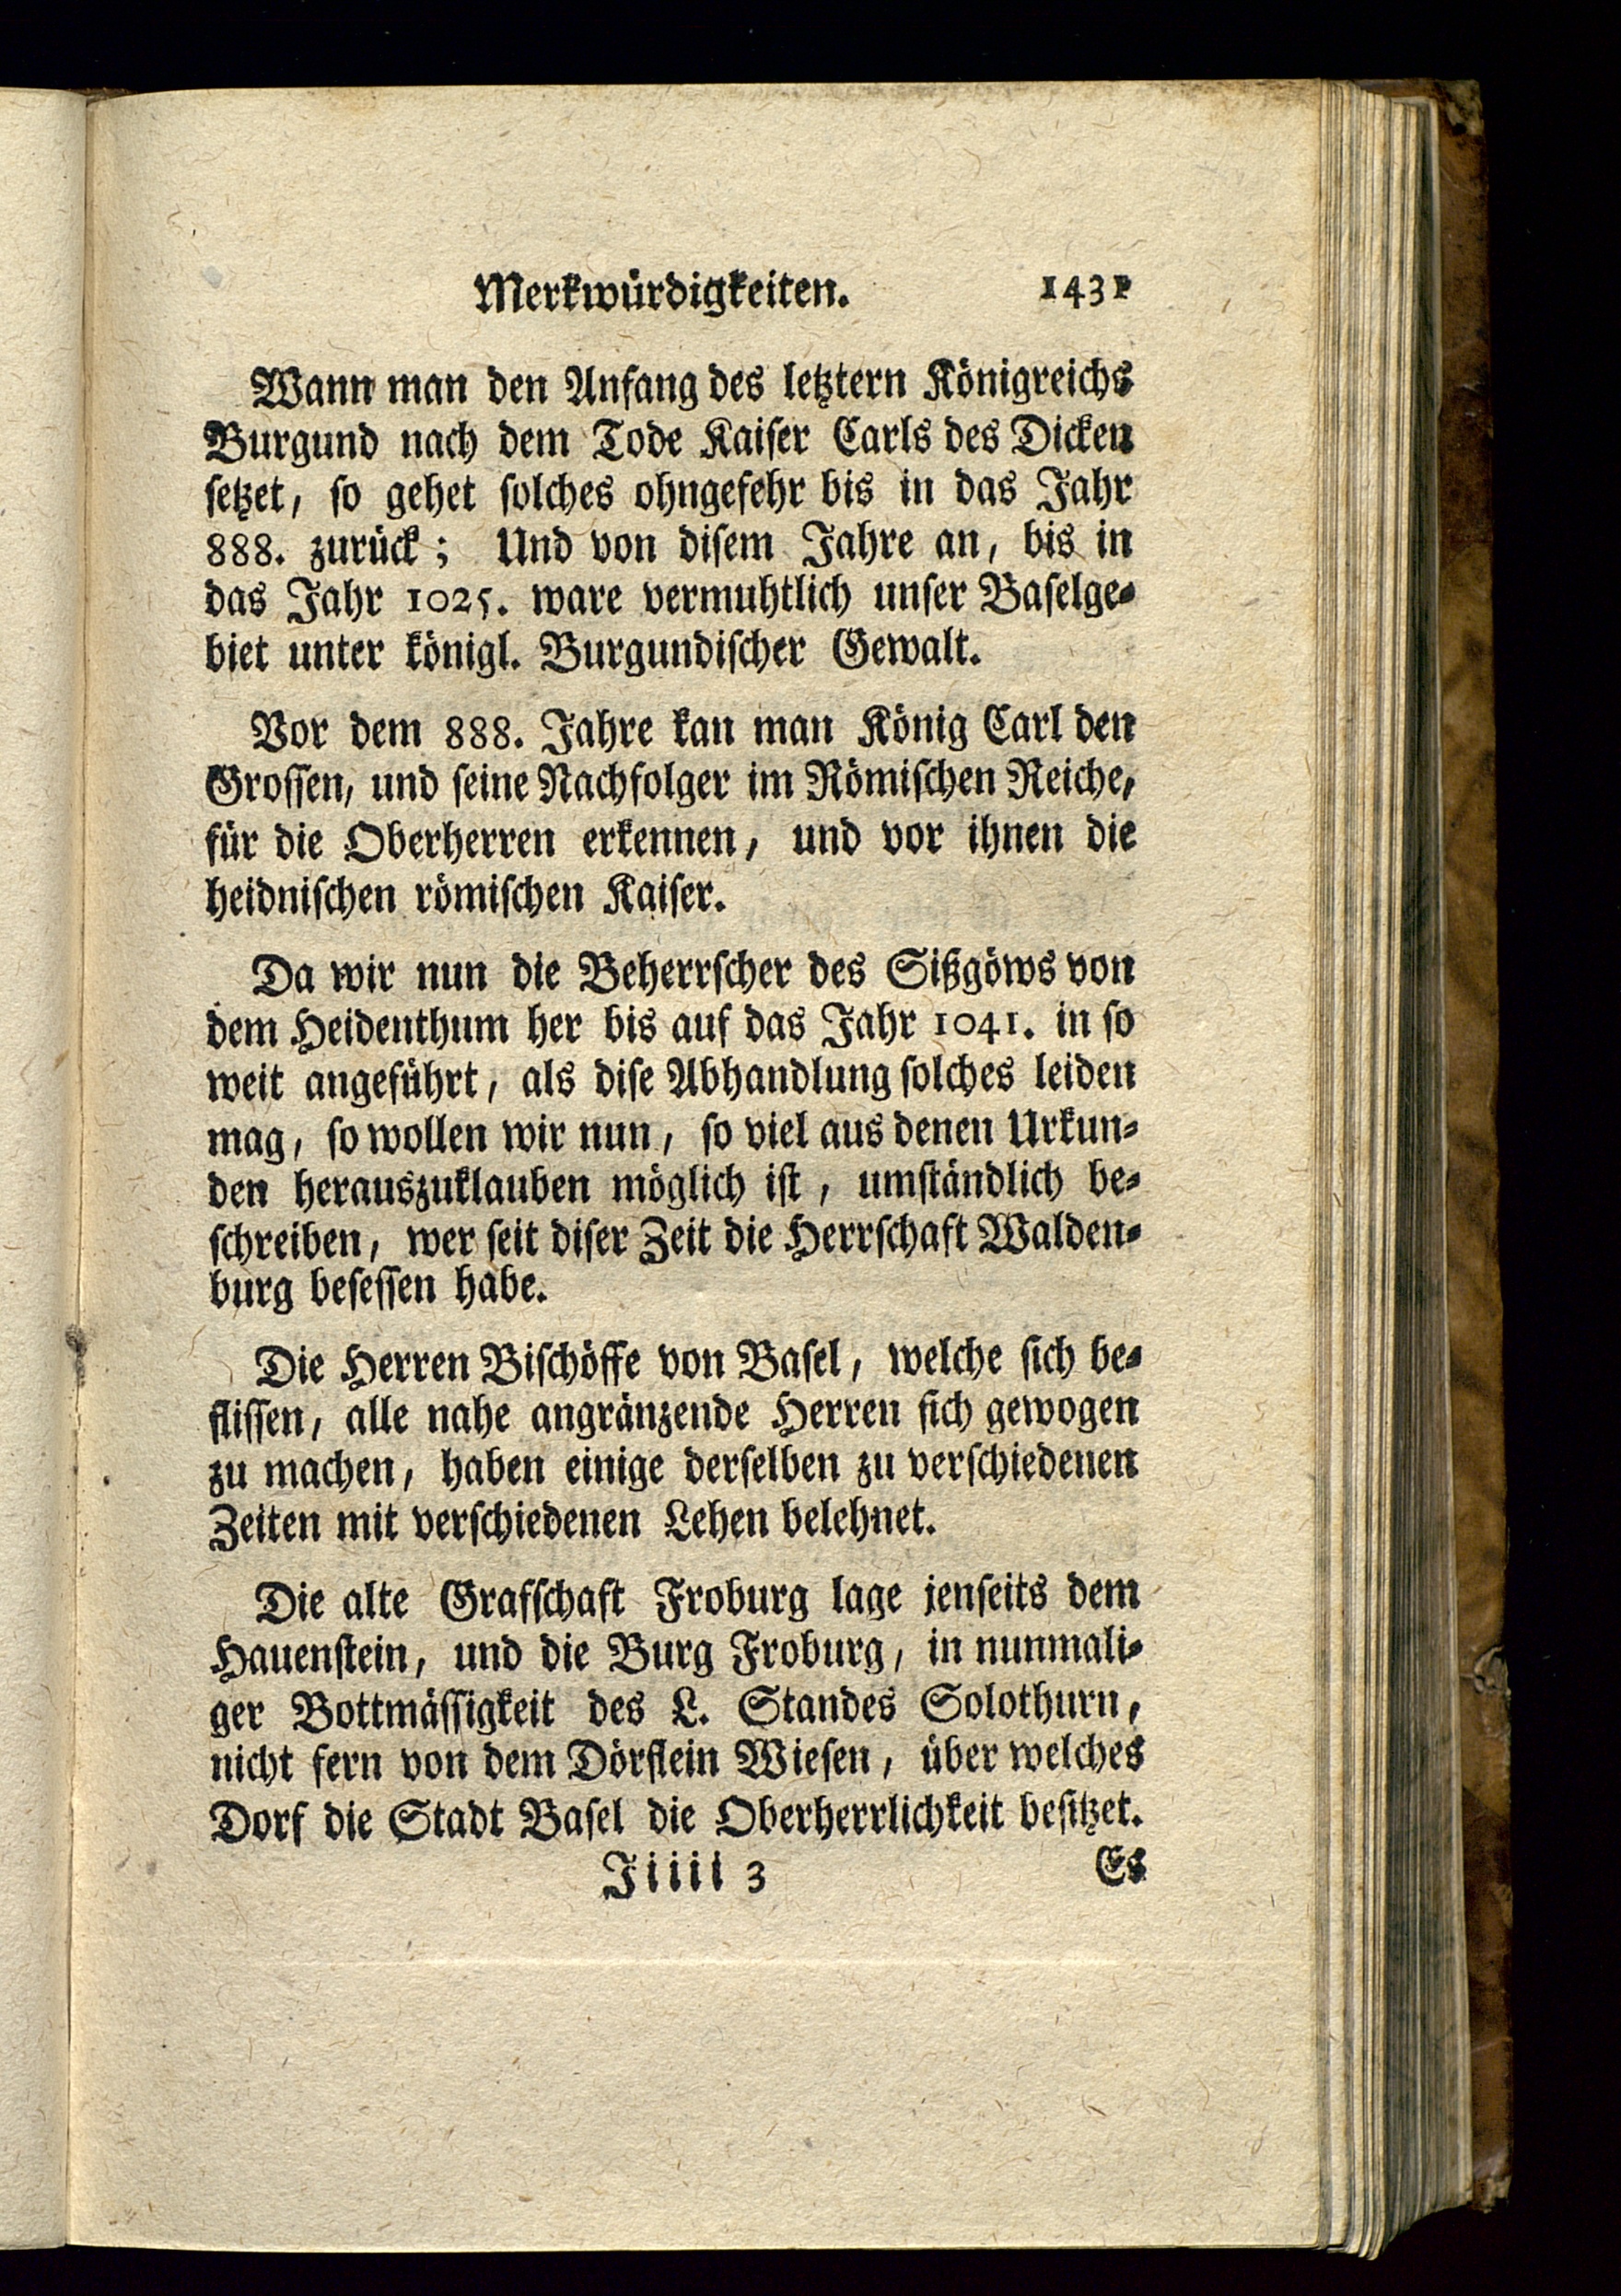 Merkwürdigkeiten. 1431
Wann man den Anfang des letztern Königreichs
Burgund nach dem Tode Kaiser Carls des Dicken
setzet, so gehet solches ohngefehr bis in das Jahr
888. zurück; Und von disem Jahre an, bis in
das Jahr 1025. ware vermuhtlich unser Baselge-
biet unter königl. Burgundischer Gewalt.
Vor dem 888. Jahre kan man König Carl den
Grossen, und seine Nachfolger im Römischen Reiche,
für die Oberherren erkennen, und vor ihnen die
heidnischen römischen Kaiser.
Da wir nun die Beherrscher des Sißgöws von
dem Heidenthum her bis auf das Jahr 1041. in so
weit angeführt, als dise Abhandlung solches leiden
mag, so wollen wir nun, so viel aus denen Urkun-
den herauszuklauben möglich ist, umständlich be-
schreiben, wer seit diser Zeit die Herrschaft Walden-
burg besessen habe.
Die Herren Bischöffe von Basel, welche sich be-
flissen, alle nahe angränzende Herren sich gewogen
zu machen, haben einige derselben zu verschiedenen
Zeiten mit verschiedenen Lehen belehnet.
Die alte Grafschaft Froburg lage jenseits dem
Hauenstein, und die Burg Froburg, in nunmali-
ger Bottmässigkeit des L. Standes Solothurn,
nicht fern von dem Dörflein Wiesen, über welches
Dorf die Stadt Basel die Oberherrlichkeit besitzet.
Jiiii 3 Es